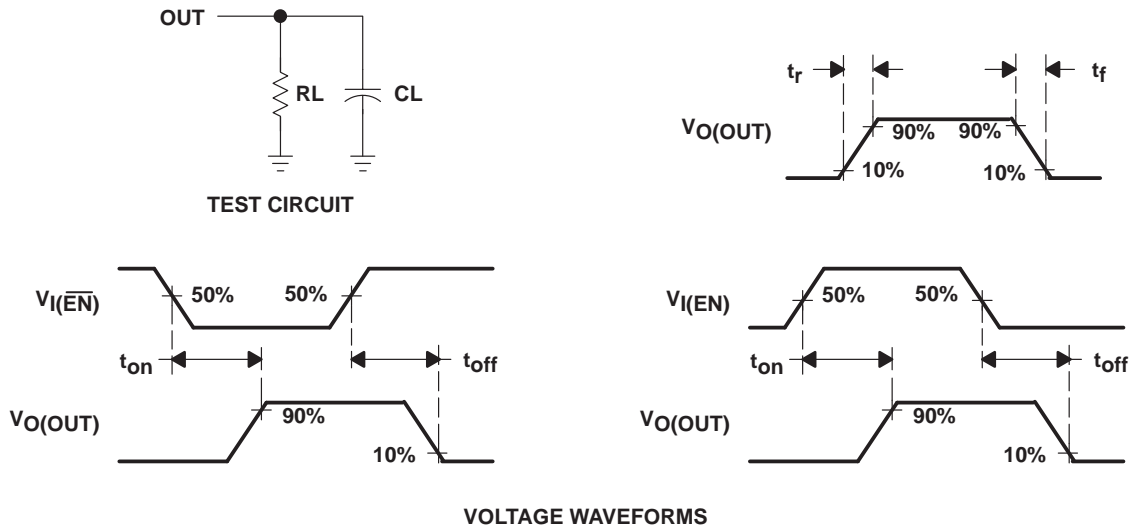 OUT
RL
CL
TEST CIRCUIT
tr
tf
VO(OUT)
90%
90%
10%
10%
VI(E̅N̅)
50%
50%
ton
toff
VO(OUT)
90%
10%
VI(EN)
50%
50%
ton
toff
VO(OUT)
90%
10%
VOLTAGE WAVEFORMS